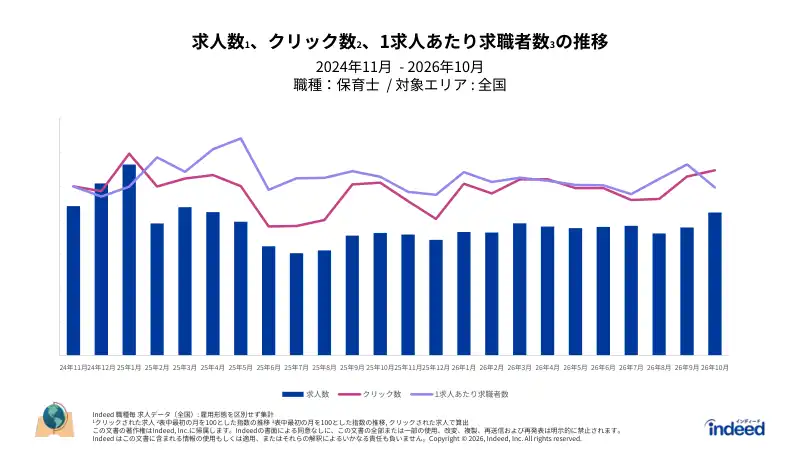 求人数1、クリック数2、1求人あたり求職者数3の推移
2024年11月 - 2026年10月
職種：保育士 / 対象エリア : 全国
24年11月 24年12月 25年1月 25年2月 25年3月 25年4月 25年5月 25年6月 25年7月 25年8月 25年9月 25年10月 25年11月 25年12月 26年1月 26年2月 26年3月 26年4月 26年5月 26年6月 26年7月 26年8月 26年9月 26年10月
求人数 クリック数 1求人あたり求職者数
Indeed 職種毎 求人データ（全国）: 雇用形態を区別せず集計
¹クリックされた求人 ²表中最初の月を100とした指数の推移 ³表中最初の月を100とした指数の推移, クリックされた求人で算出
この文書の著作権はIndeed, Inc.に帰属します。Indeedの書面による同意なしに、この文書の全部または一部の使用、改変、複製、再送信および再発表は明示的に禁止されます。
Indeed はこの文書に含まれる情報の使用もしくは適用、またはそれらの解釈によるいかなる責任も負いません。Copyright © 2026, Indeed, Inc. All rights reserved.
インディード
indeed